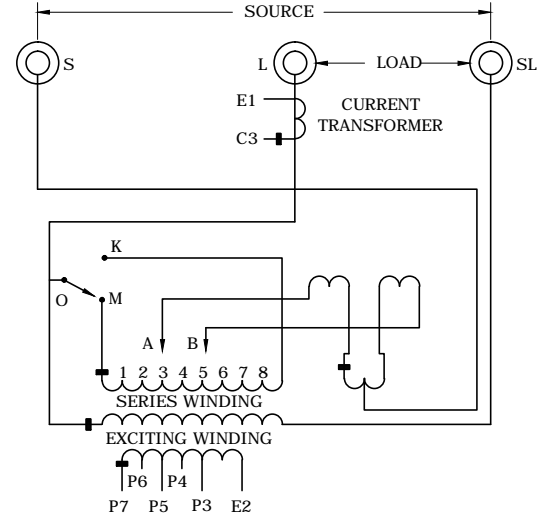 SOURCE
S
L
LOAD
SL
E1
CURRENT
TRANSFORMER
C3
K
O
M
A
B
1 2 3 4 5 6 7 8
SERIES WINDING
EXCITING WINDING
P6 P4
P7 P5 P3 E2